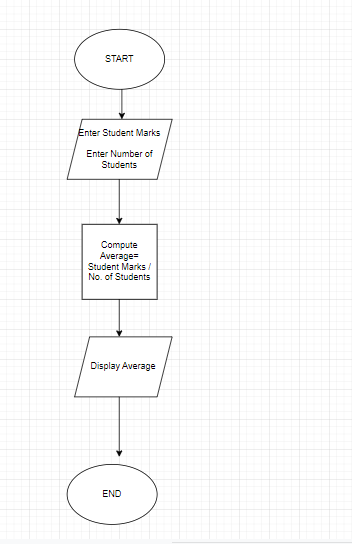 START
Enter Student Marks
Enter Number of
Students
Compute
Average=
Student Marks /
No. of Students
Display Average
END